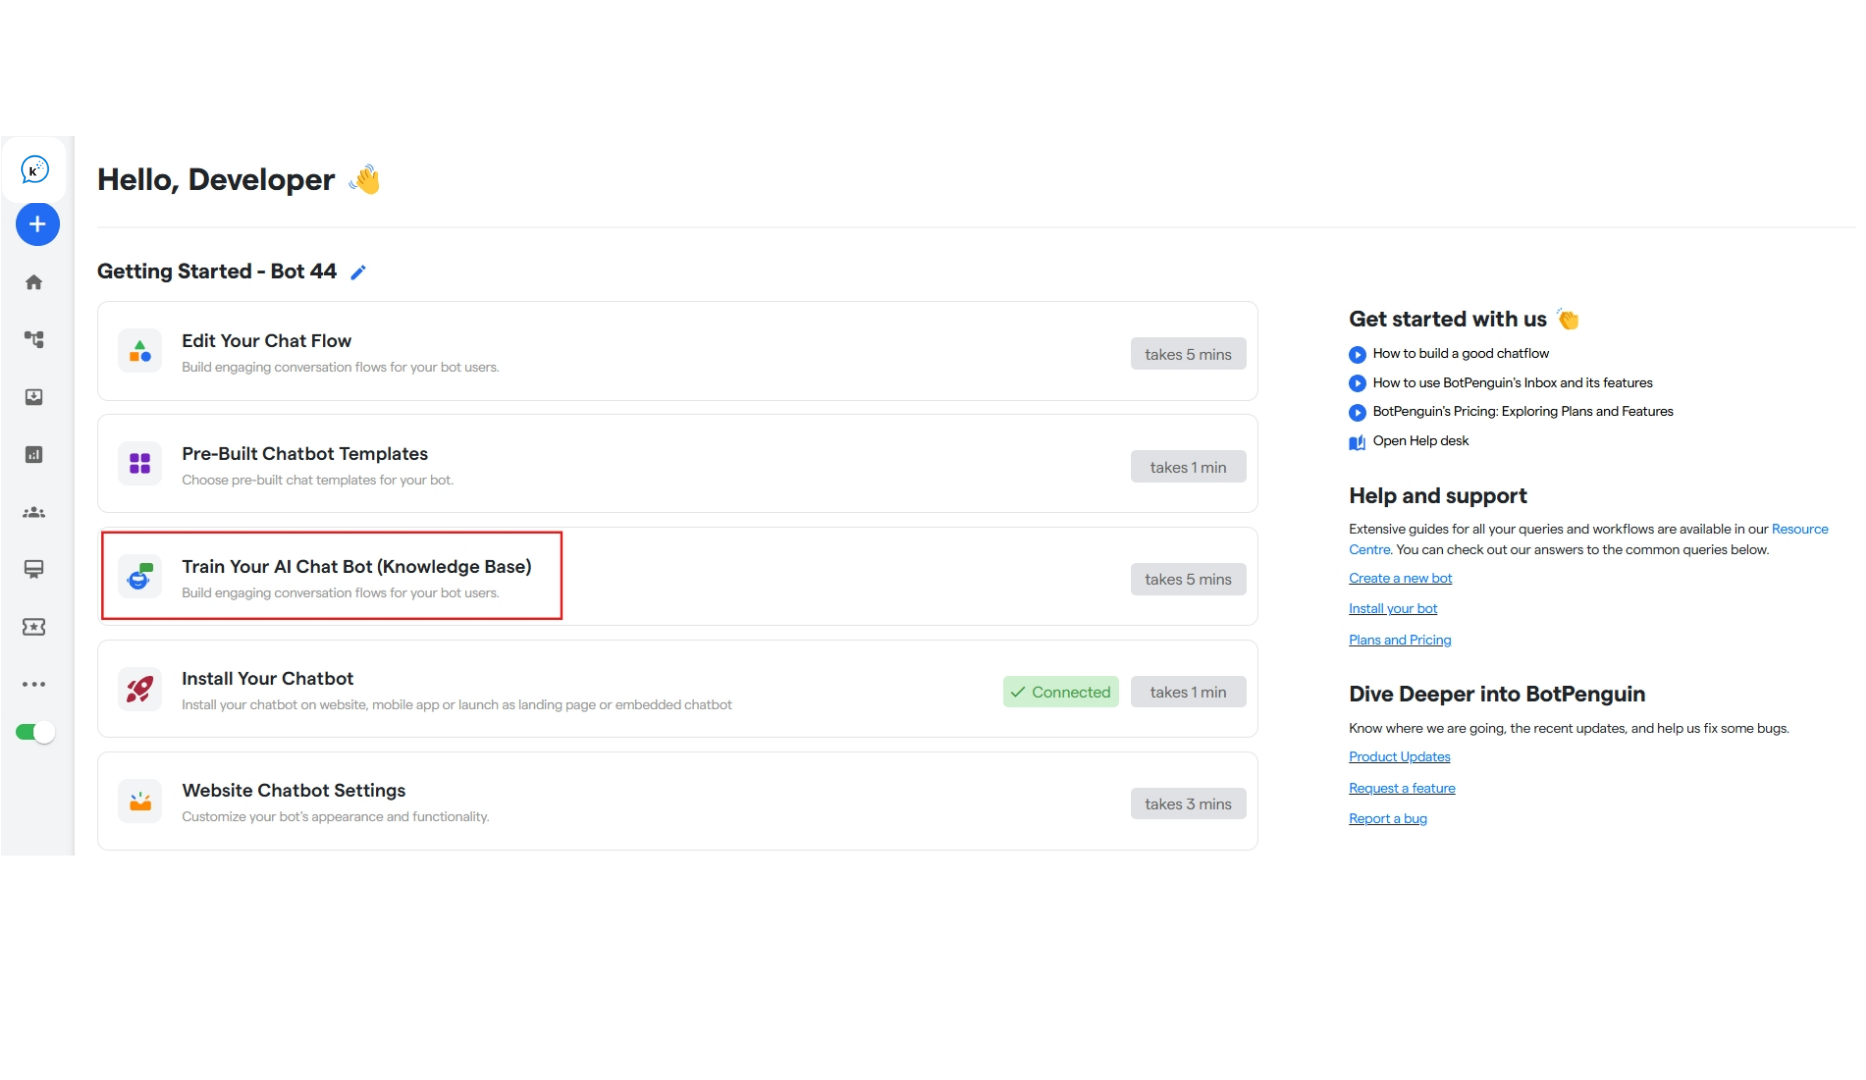 k
Hello, Developer
Getting Started - Bot 44
Edit Your Chat Flow
Build engaging conversation flows for your bot users.
takes 5 mins
Pre-Built Chatbot Templates
Choose pre-built chat templates for your bot.
takes 1 min
Train Your AI Chat Bot (Knowledge Base)
Build engaging conversation flows for your bot users.
takes 5 mins
Install Your Chatbot
Install your chatbot on website, mobile app or launch as landing page or embedded chatbot
Connected
takes 1 min
Website Chatbot Settings
Customize your bot's appearance and functionality.
takes 3 mins
Get started with us
How to build a good chatflow
How to use BotPenguin's Inbox and its features
BotPenguin's Pricing: Exploring Plans and Features
Open Help desk
Help and support
Extensive guides for all your queries and workflows are available in our Resource
Centre. You can check out our answers to the common queries below.
Create a new bot
Install your bot
Plans and Pricing
Dive Deeper into BotPenguin
Know where we are going, the recent updates, and help us fix some bugs.
Product Updates
Request a feature
Report a bug